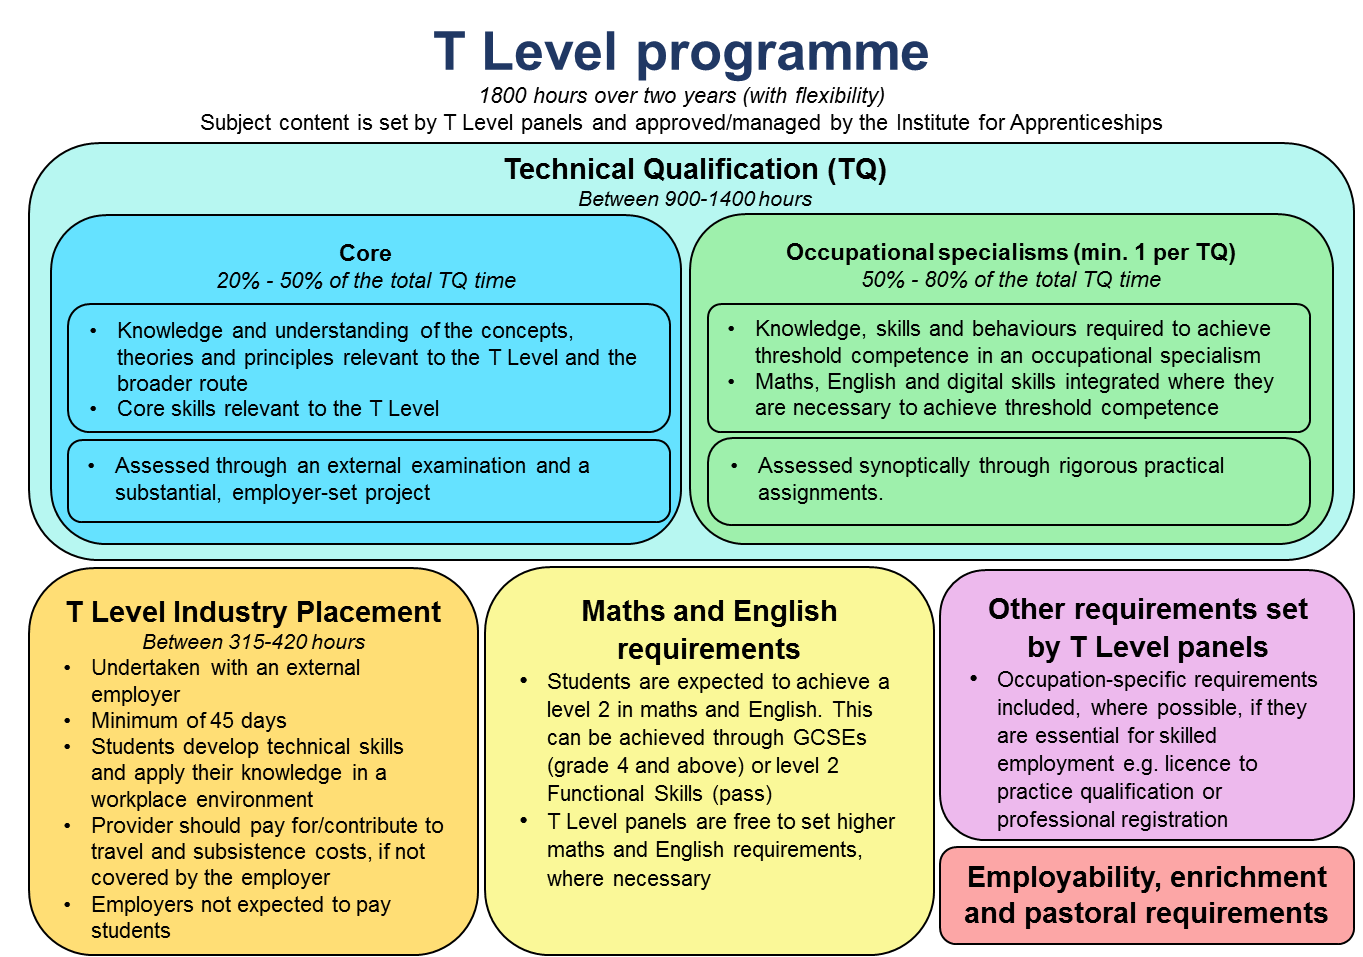 T Level programme
1800 hours over two years (with flexibility)
Subject content is set by T Level panels and approved/managed by the Institute for Apprenticeships
Technical Qualification (TQ)
Between 900-1400 hours
Core
20% - 50% of the total TQ time
• Knowledge and understanding of the concepts,
theories and principles relevant to the T Level and the
broader route
• Core skills relevant to the T Level
• Assessed through an external examination and a
substantial, employer-set project
Occupational specialisms (min. 1 per TQ)
50% - 80% of the total TQ time
• Knowledge, skills and behaviours required to achieve
threshold competence in an occupational specialism
• Maths, English and digital skills integrated where they
are necessary to achieve threshold competence
• Assessed synoptically through rigorous practical
assignments.
T Level Industry Placement
Between 315-420 hours
• Undertaken with an external
employer
• Minimum of 45 days
• Students develop technical skills
and apply their knowledge in a
workplace environment
• Provider should pay for/contribute to
travel and subsistence costs, if not
covered by the employer
• Employers not expected to pay
students
Maths and English
requirements
• Students are expected to achieve a
level 2 in maths and English. This
can be achieved through GCSEs
(grade 4 and above) or level 2
Functional Skills (pass)
• T Level panels are free to set higher
maths and English requirements,
where necessary
Other requirements set
by T Level panels
• Occupation-specific requirements
included, where possible, if they
are essential for skilled
employment e.g. licence to
practice qualification or
professional registration
Employability, enrichment
and pastoral requirements